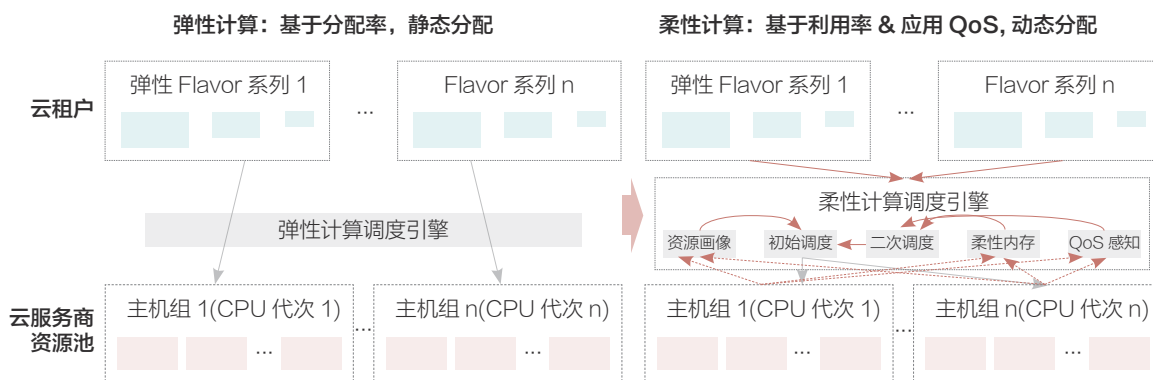 弹性计算：基于分配率，静态分配
柔性计算：基于利用率 & 应用 QoS, 动态分配
云租户
弹性 Flavor 系列 1
...
Flavor 系列 n
弹性 Flavor 系列 1
...
Flavor 系列 n
弹性计算调度引擎
柔性计算调度引擎
资源画像
初始调度
二次调度
柔性内存
QoS 感知
云服务商
资源池
主机组 1(CPU 代次 1)
...
...
主机组 n(CPU 代次 n)
...
主机组 1(CPU 代次 1)
...
...
主机组 n(CPU 代次 n)
...